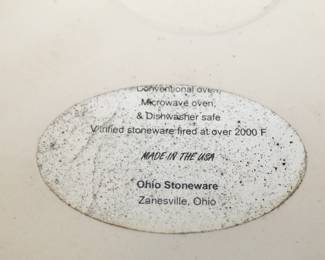 Conventional oven,
Microwave oven,
& Dishwasher safe
Vitrified stoneware fired at over 2000 F
MADE IN THE USA
Ohio Stoneware
Zanesville, Ohio